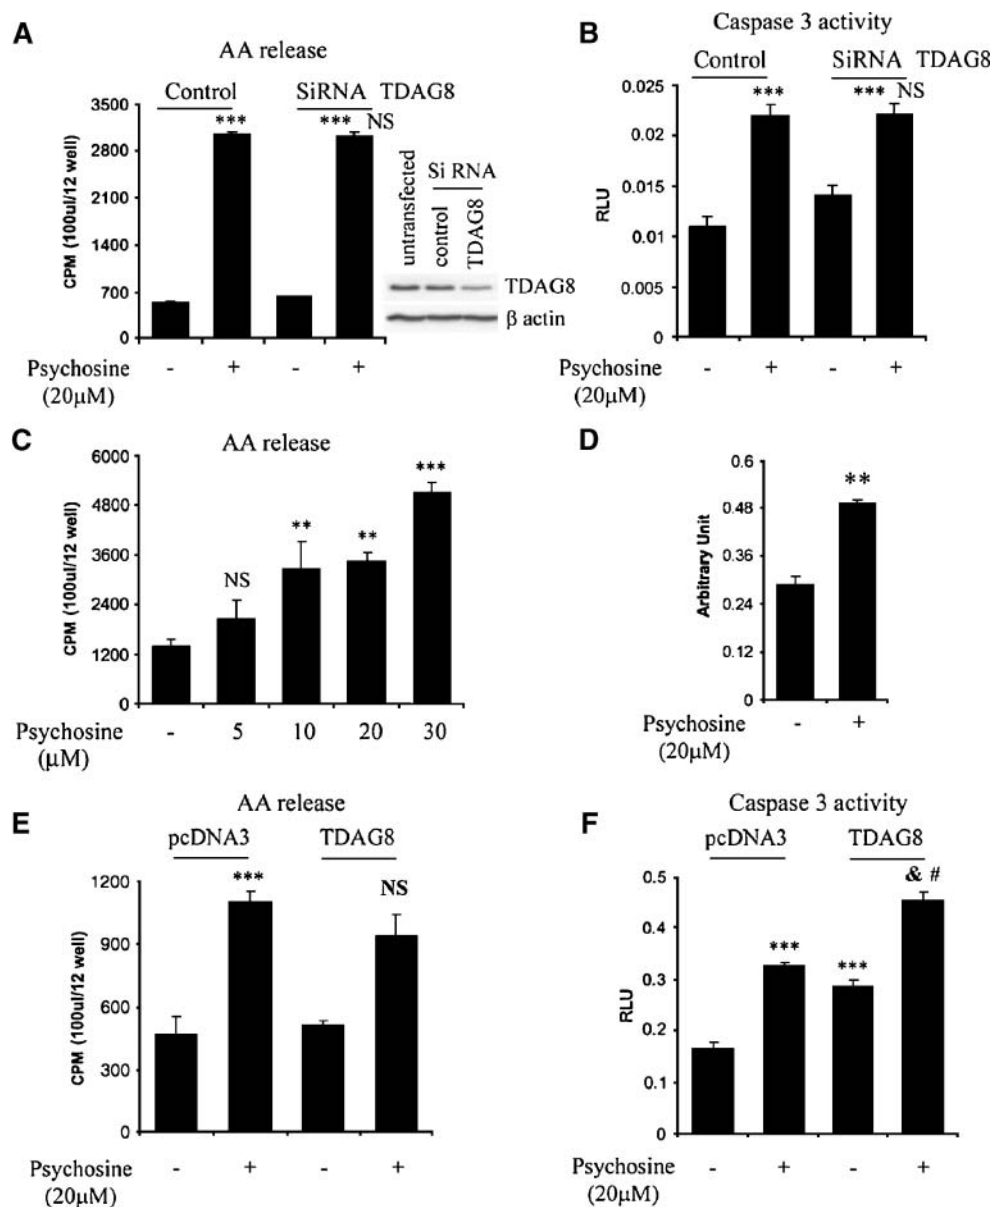 A
AA release
Control
SiRNA TDAG8
***
*** NS
3500
2800
2100
1400
700
0
CPM (100ul/12 well)
Psychosine
(20µM)
- + - +
Si RNA
untransfected
control
TDAG8
TDAG8
β actin
B
Caspase 3 activity
Control
SiRNA TDAG8
***
*** NS
0.025
0.02
0.015
0.01
0.005
0
RLU
Psychosine
(20µM)
- + - +
C
AA release
6000
4800
3600
2400
1200
0
CPM (100ul/12 well)
NS
**
**
***
Psychosine
(µM)
- 5 10 20 30
D
0.6
0.48
0.36
0.24
0.12
0
Arbitrary Unit
**
Psychosine
(20µM)
- +
E
AA release
pcDNA3
TDAG8
1200
900
600
300
0
CPM (100ul/12 well)
***
NS
Psychosine
(20µM)
- + - +
F
Caspase 3 activity
pcDNA3
TDAG8
0.5
0.4
0.3
0.2
0.1
0
RLU
***
***
& #
Psychosine
(20µM)
- + - +